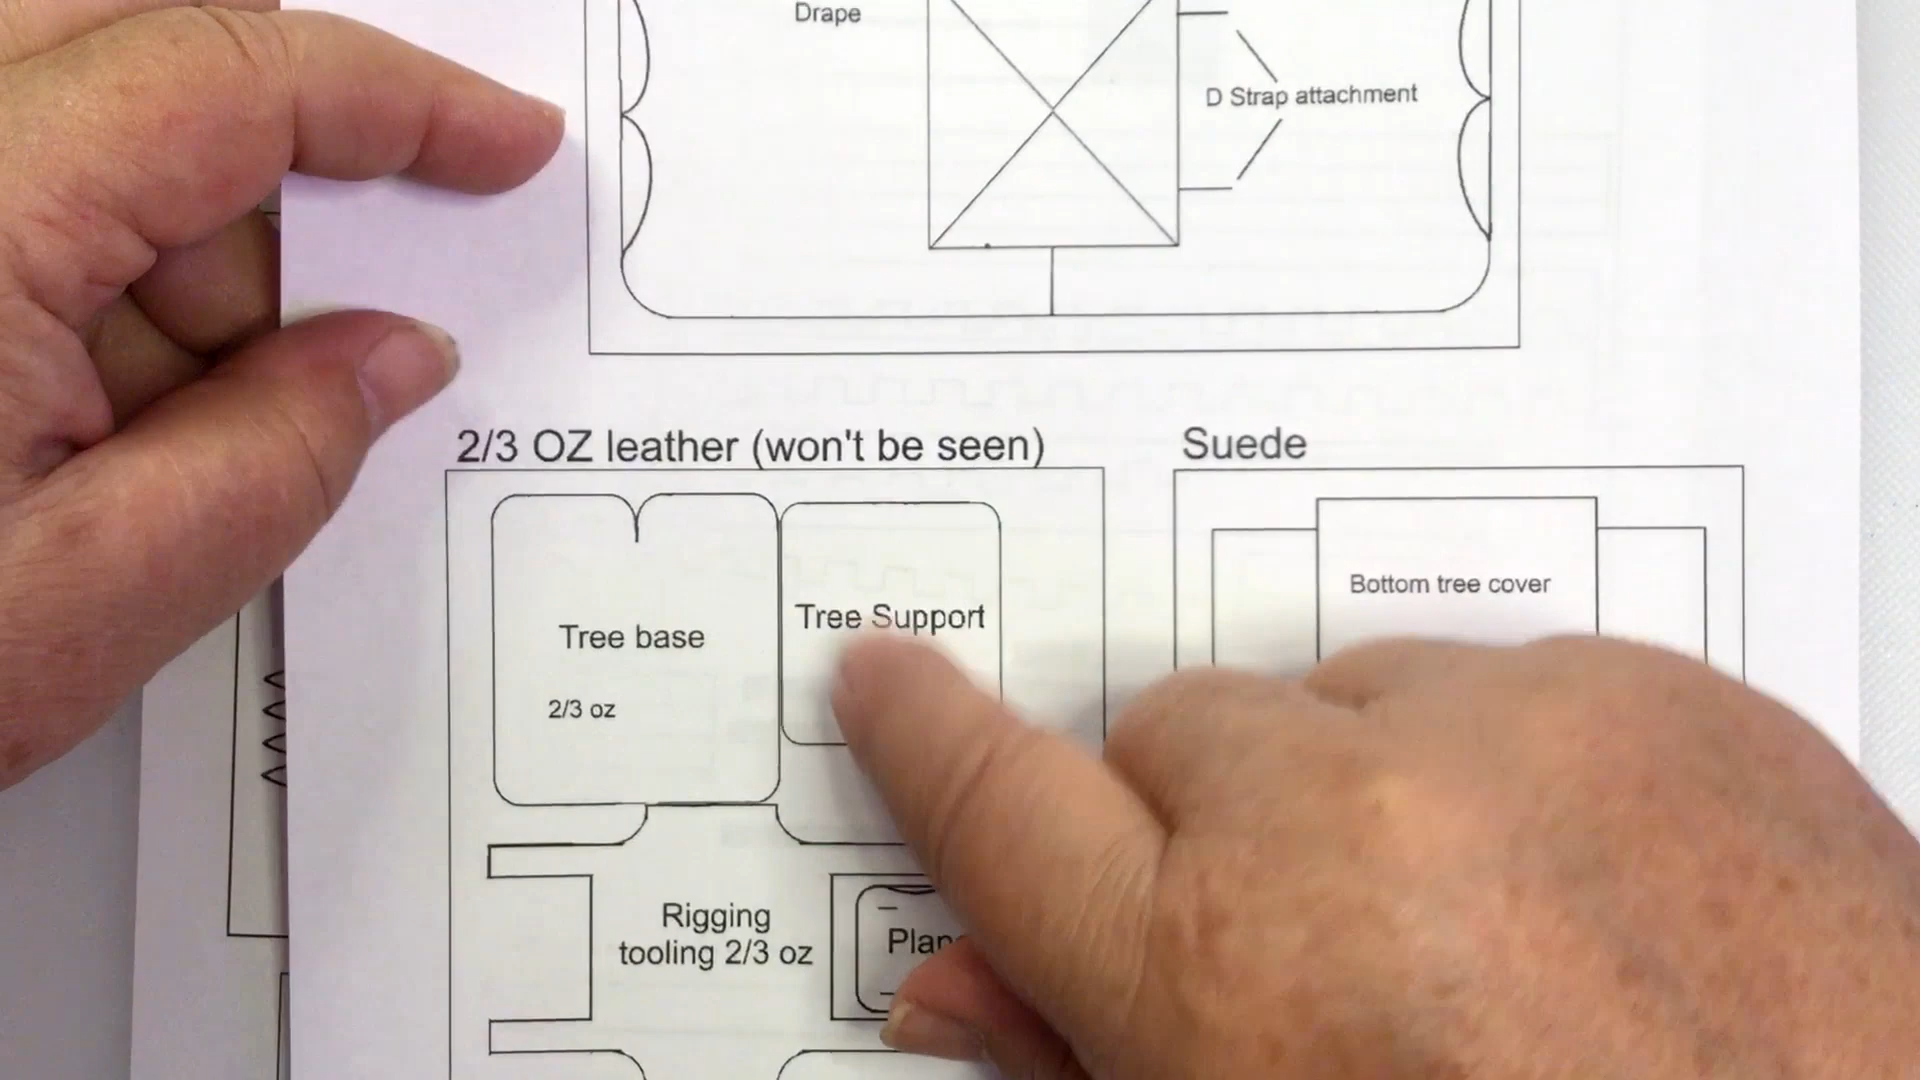 Drape
D Strap attachment
2/3 OZ leather (won't be seen)
Suede
Tree base
2/3 oz
Tree Support
Bottom tree cover
Rigging
tooling 2/3 oz